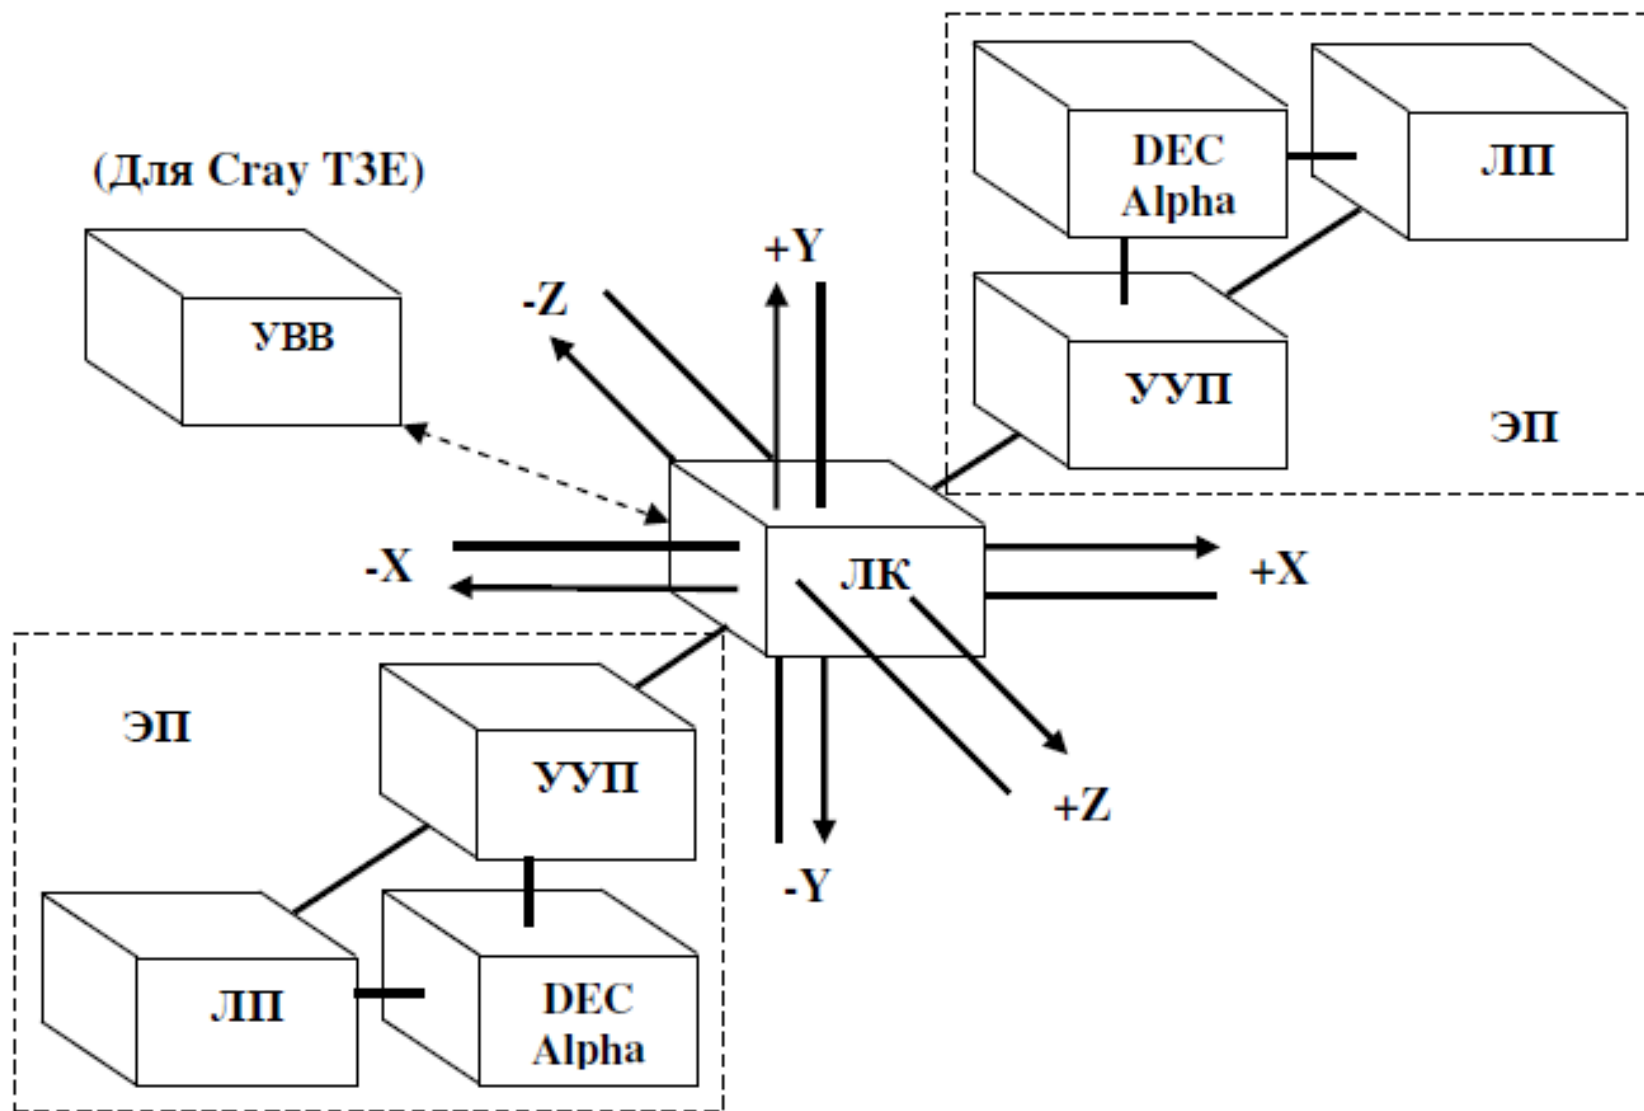 DEC
Alpha
ЛП
(Для Cray T3E)
+Y
-Z
УВВ
УУП
ЭП
-X
ЛК
+X
ЭП
УУП
+Z
-Y
ЛП
DEC
Alpha